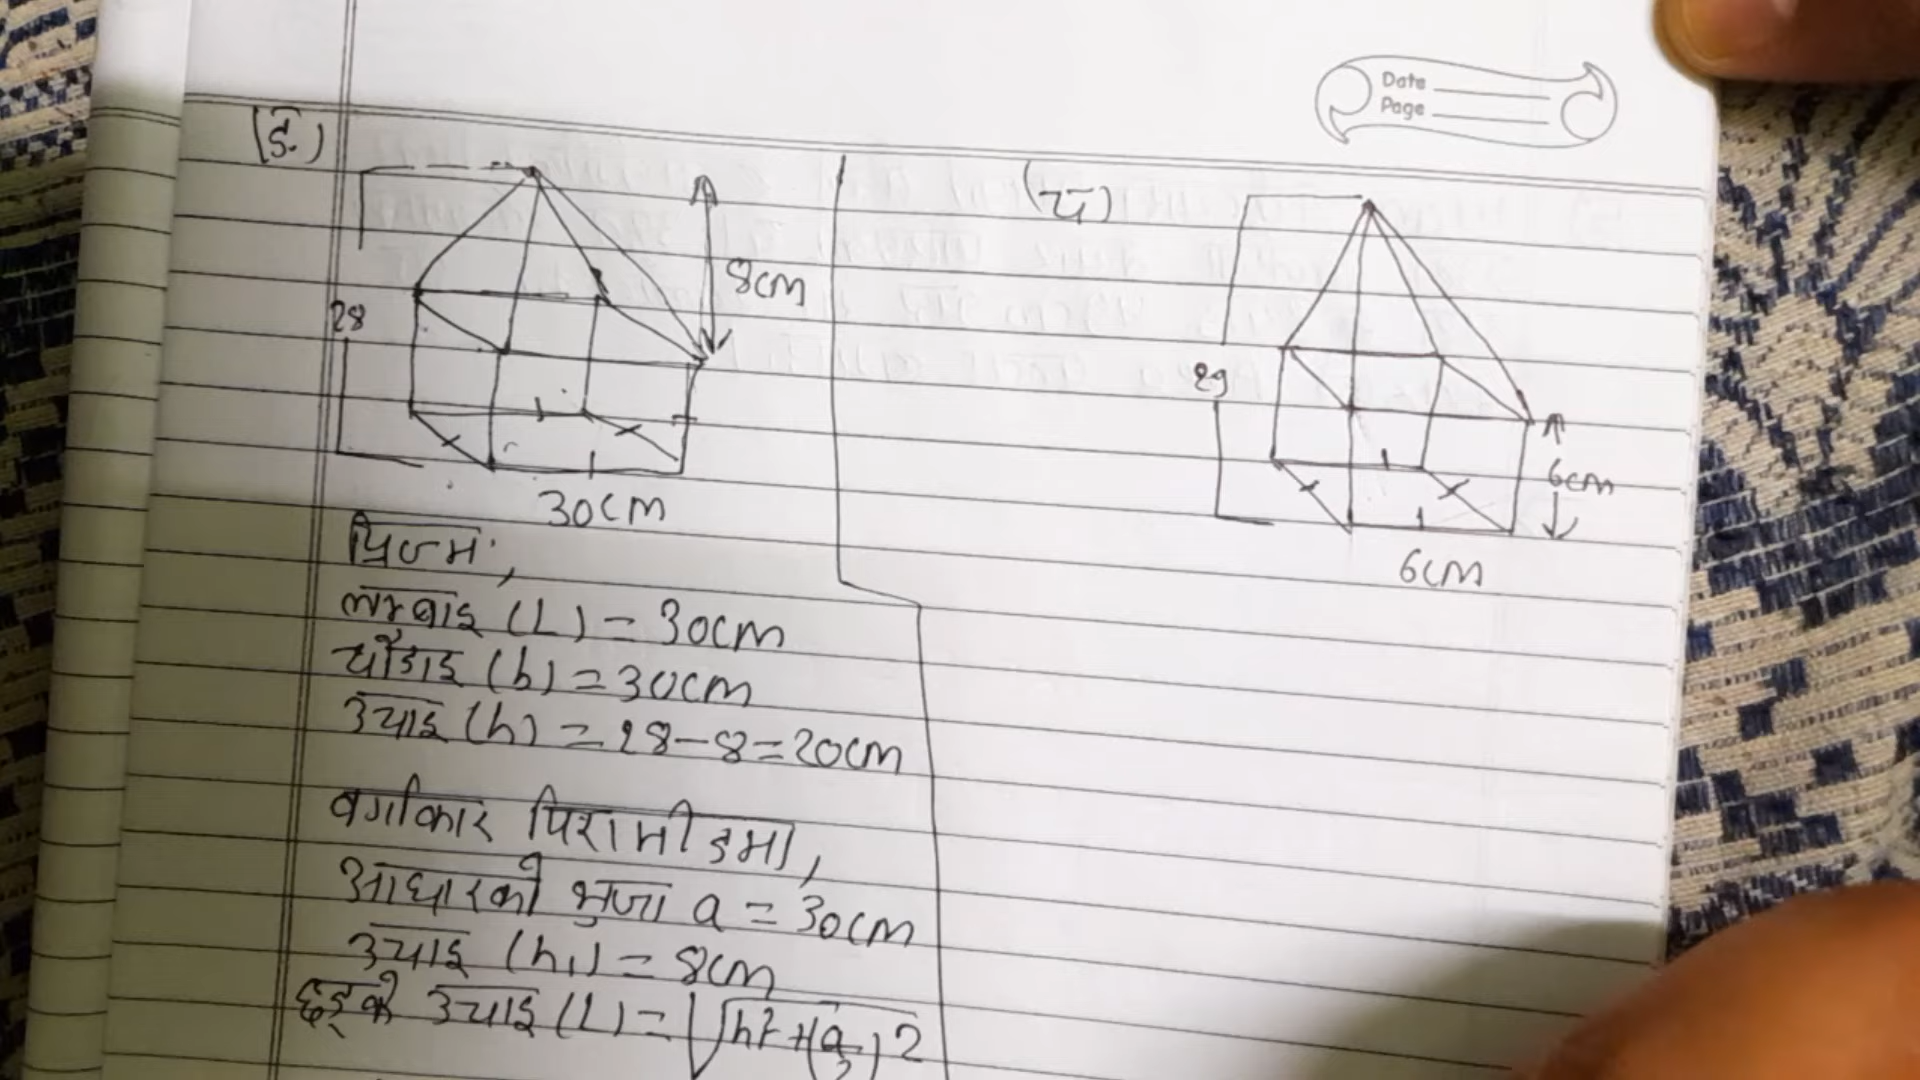 Date
Page
(ङ.)
(च)
8cm
28
29
6cm
30cm
6cm
प्रिज्ममा,
लम्बाइ (L) = 30cm
चौडाइ (b) = 30cm
उचाइ (h) = 28-8=20cm
वर्गाकार पिरामीडमा,
आधारको भुजा a = 30cm
उचाइ (h₁) = 8cm
छड्के उचाइ (L) = √h²+(a/2)2